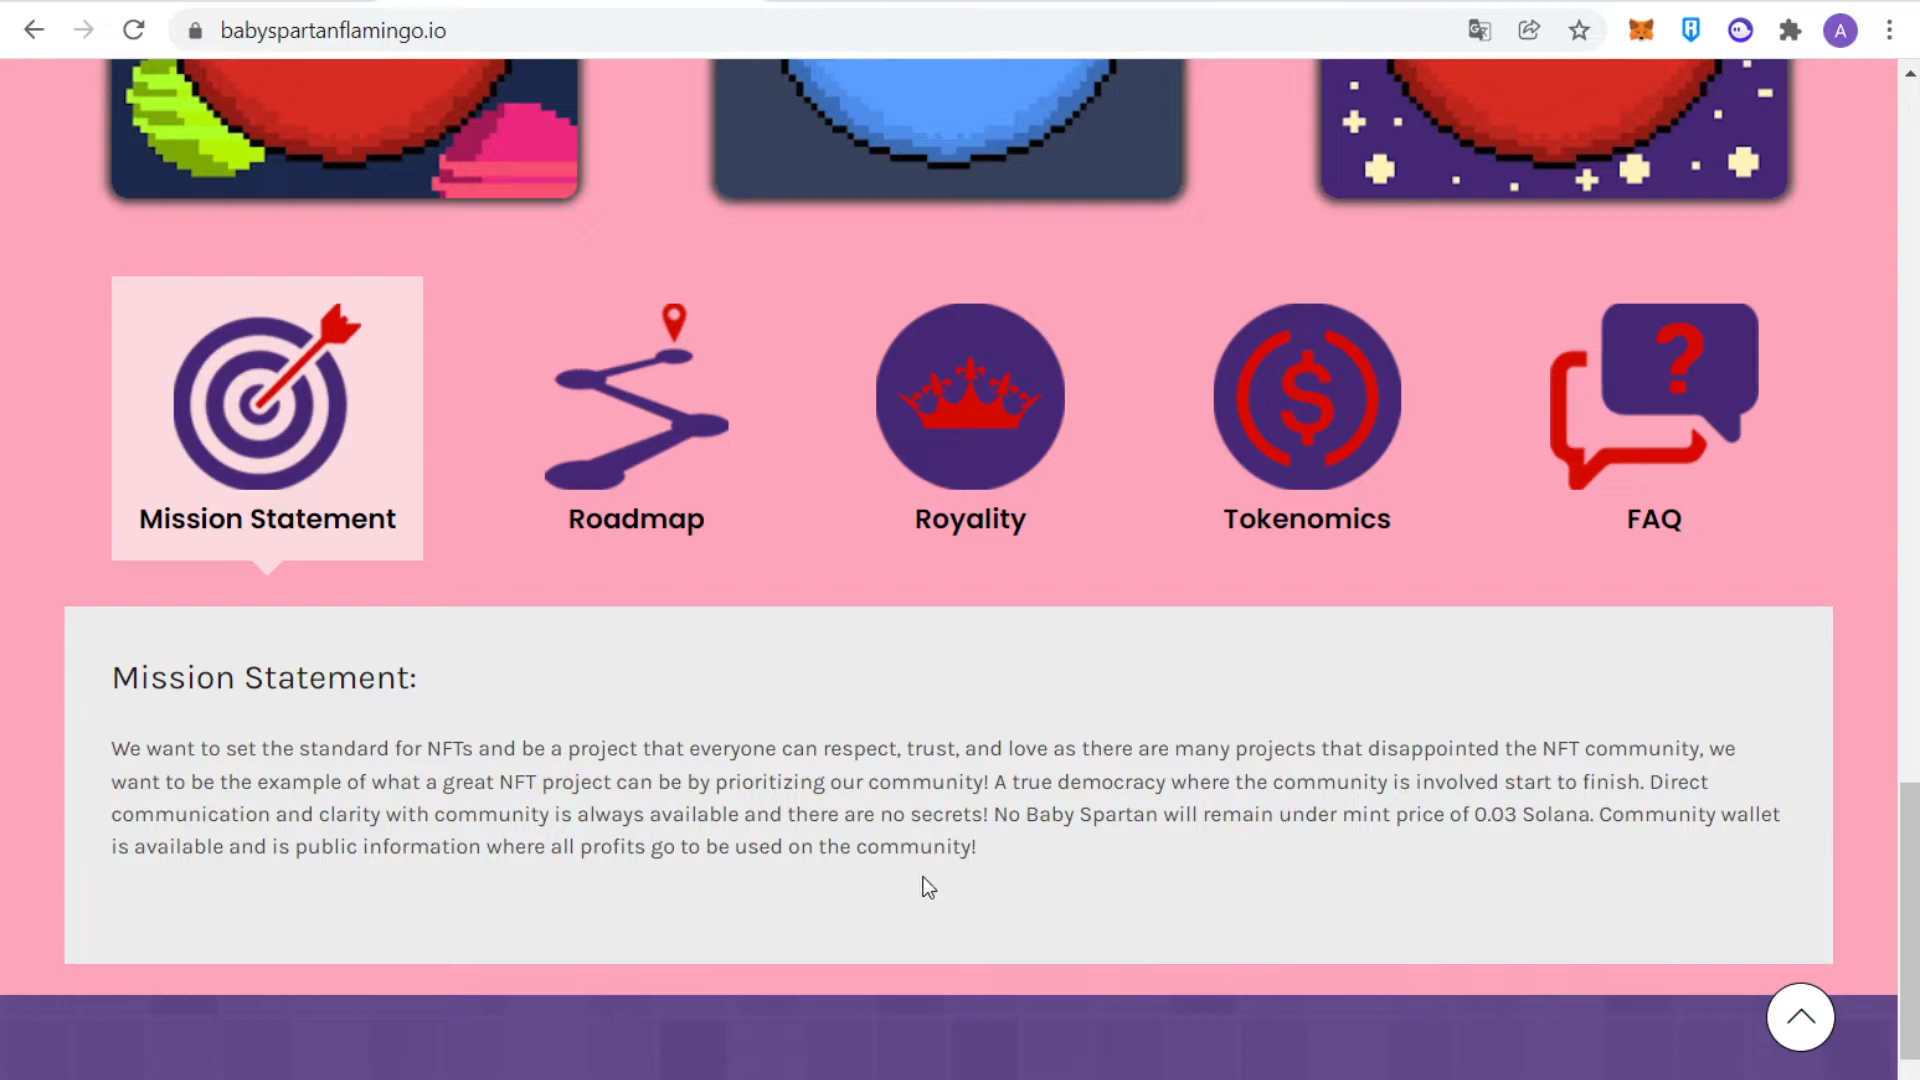 babyspartanflamingo.io
A
Mission Statement
Roadmap
Royality
Tokenomics
FAQ
Mission Statement:
We want to set the standard for NFTs and be a project that everyone can respect, trust, and love as there are many projects that disappointed the NFT community, we
want to be the example of what a great NFT project can be by prioritizing our community! A true democracy where the community is involved start to finish. Direct
communication and clarity with community is always available and there are no secrets! No Baby Spartan will remain under mint price of 0.03 Solana. Community wallet
is available and is public information where all profits go to be used on the community!